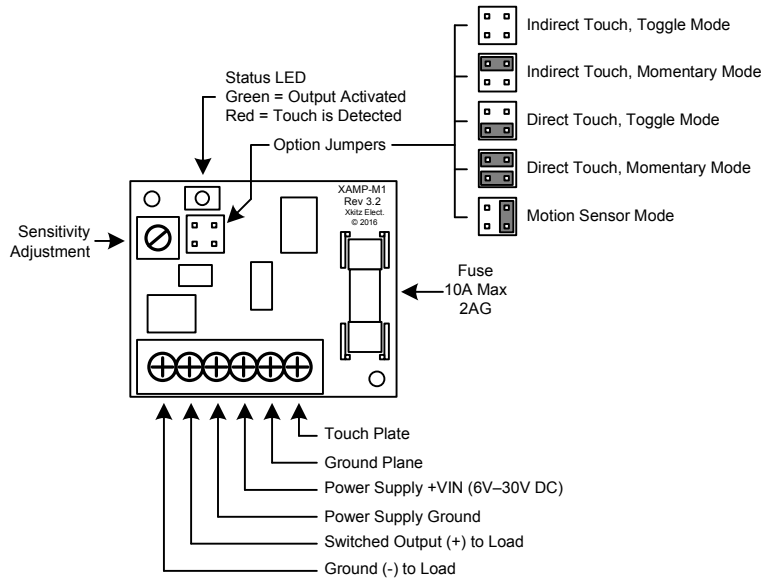 Indirect Touch, Toggle Mode
Indirect Touch, Momentary Mode
Direct Touch, Toggle Mode
Direct Touch, Momentary Mode
Motion Sensor Mode
Status LED
Green = Output Activated
Red = Touch is Detected
Option Jumpers
XAMP-M1
Rev 3.2
Xkitz Elect.
© 2016
Sensitivity
Adjustment
Fuse
10A Max
2AG
Touch Plate
Ground Plane
Power Supply +VIN (6V–30V DC)
Power Supply Ground
Switched Output (+) to Load
Ground (-) to Load